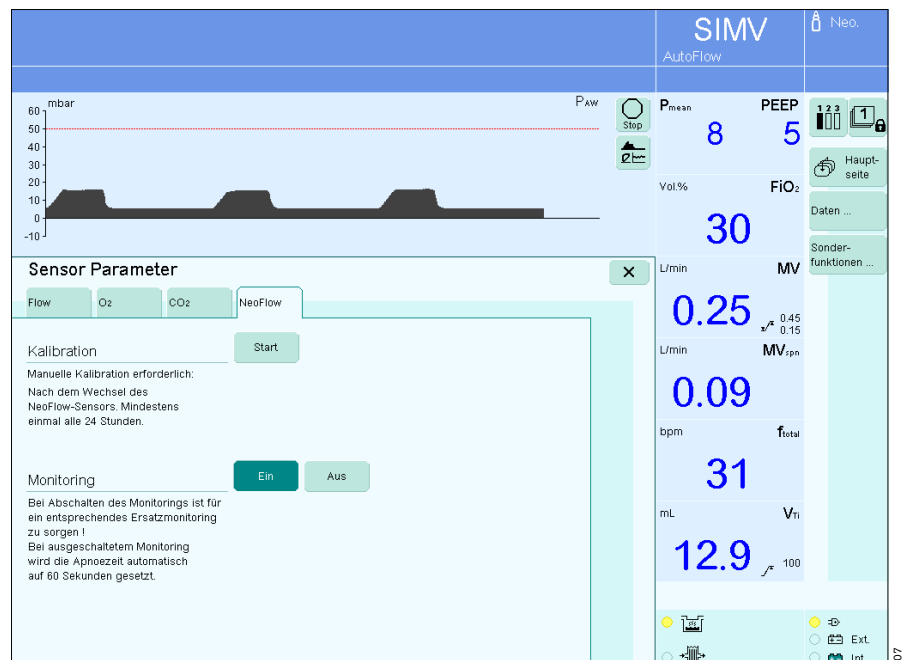 SIMV
AutoFlow
Neo.
mbar
PAW
60
50
40
30
20
10
0
-10
Stop
Pmean
PEEP
8
5
1 2 3
1
Haupt-
seite
Vol.%
FiO2
30
Daten ...
Sonder-
funktionen ...
Sensor Parameter
Flow
O2
CO2
NeoFlow
L/min
MV
0.25
0.45
0.15
Kalibration
Start
Manuelle Kalibration erforderlich:
Nach dem Wechsel des
NeoFlow-Sensors. Mindestens
einmal alle 24 Stunden.
L/min
MVspn
0.09
bpm
ftotal
31
Monitoring
Ein
Aus
Bei Abschalten des Monitorings ist für
ein entsprechendes Ersatzmonitoring
zu sorgen !
Bei ausgeschaltetem Monitoring
wird die Apnoezeit automatisch
auf 60 Sekunden gesetzt.
mL
VTi
12.9
100
Ext.
Int.
07